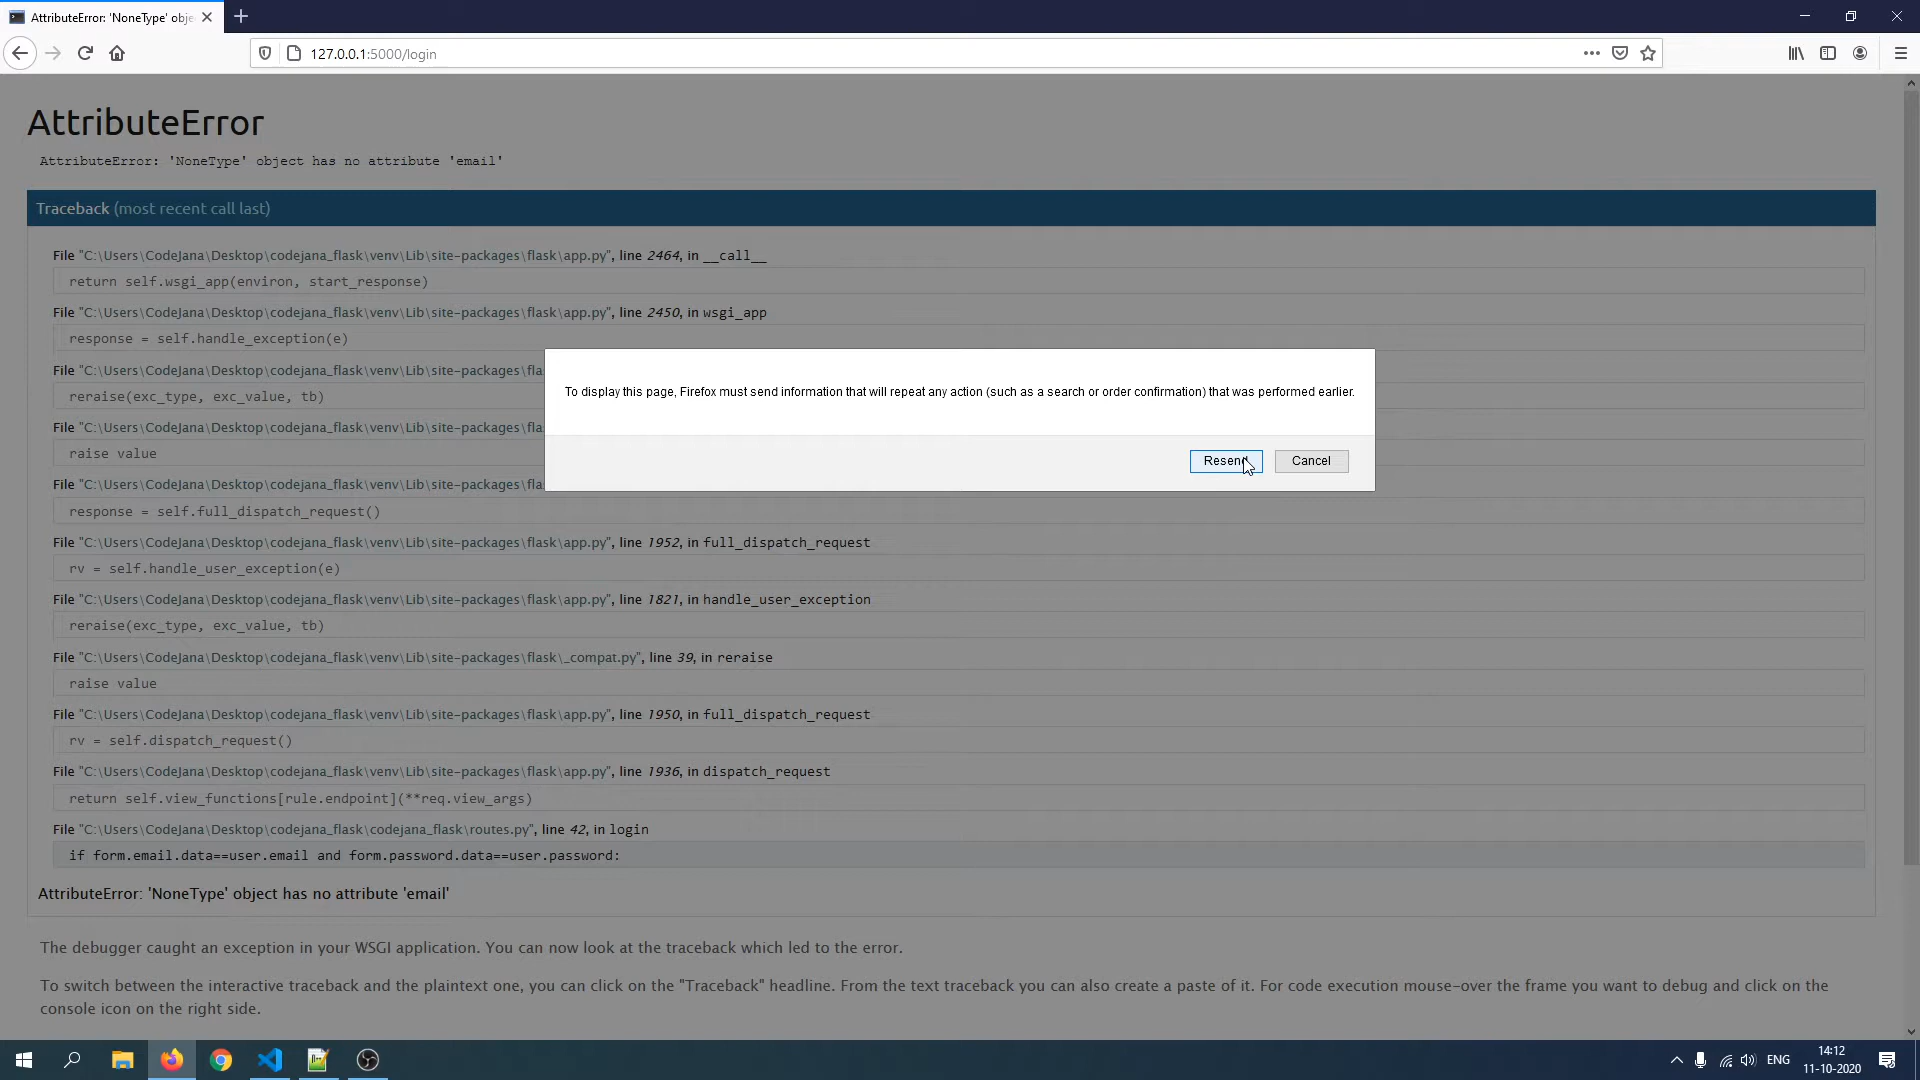 AttributeError: 'NoneType' obje
127.0.0.1:5000/login
AttributeError
AttributeError: 'NoneType' object has no attribute 'email'
Traceback (most recent call last)
File "C:\Users\CodeJana\Desktop\codejana_flask\venv\Lib\site-packages\flask\app.py", line 2464, in __call__
return self.wsgi_app(environ, start_response)
File "C:\Users\CodeJana\Desktop\codejana_flask\venv\Lib\site-packages\flask\app.py", line 2450, in wsgi_app
response = self.handle_exception(e)
File "C:\Users\CodeJana\Desktop\codejana_flask\venv\Lib\site-packages\flas
reraise(exc_type, exc_value, tb)
File "C:\Users\CodeJana\Desktop\codejana_flask\venv\Lib\site-packages\flas
raise value
File "C:\Users\CodeJana\Desktop\codejana_flask\venv\Lib\site-packages\flas
response = self.full_dispatch_request()
To display this page, Firefox must send information that will repeat any action (such as a search or order confirmation) that was performed earlier.
Resend
Cancel
File "C:\Users\CodeJana\Desktop\codejana_flask\venv\Lib\site-packages\flask\app.py", line 1952, in full_dispatch_request
rv = self.handle_user_exception(e)
File "C:\Users\CodeJana\Desktop\codejana_flask\venv\Lib\site-packages\flask\app.py", line 1821, in handle_user_exception
reraise(exc_type, exc_value, tb)
File "C:\Users\CodeJana\Desktop\codejana_flask\venv\Lib\site-packages\flask\_compat.py", line 39, in reraise
raise value
File "C:\Users\CodeJana\Desktop\codejana_flask\venv\Lib\site-packages\flask\app.py", line 1950, in full_dispatch_request
rv = self.dispatch_request()
File "C:\Users\CodeJana\Desktop\codejana_flask\venv\Lib\site-packages\flask\app.py", line 1936, in dispatch_request
return self.view_functions[rule.endpoint](**req.view_args)
File "C:\Users\CodeJana\Desktop\codejana_flask\codejana_flask\routes.py", line 42, in login
if form.email.data==user.email and form.password.data==user.password:
AttributeError: 'NoneType' object has no attribute 'email'
The debugger caught an exception in your WSGI application. You can now look at the traceback which led to the error.
To switch between the interactive traceback and the plaintext one, you can click on the "Traceback" headline. From the text traceback you can also create a paste of it. For code execution mouse-over the frame you want to debug and click on the
console icon on the right side.
ENG
14:12
11-10-2020